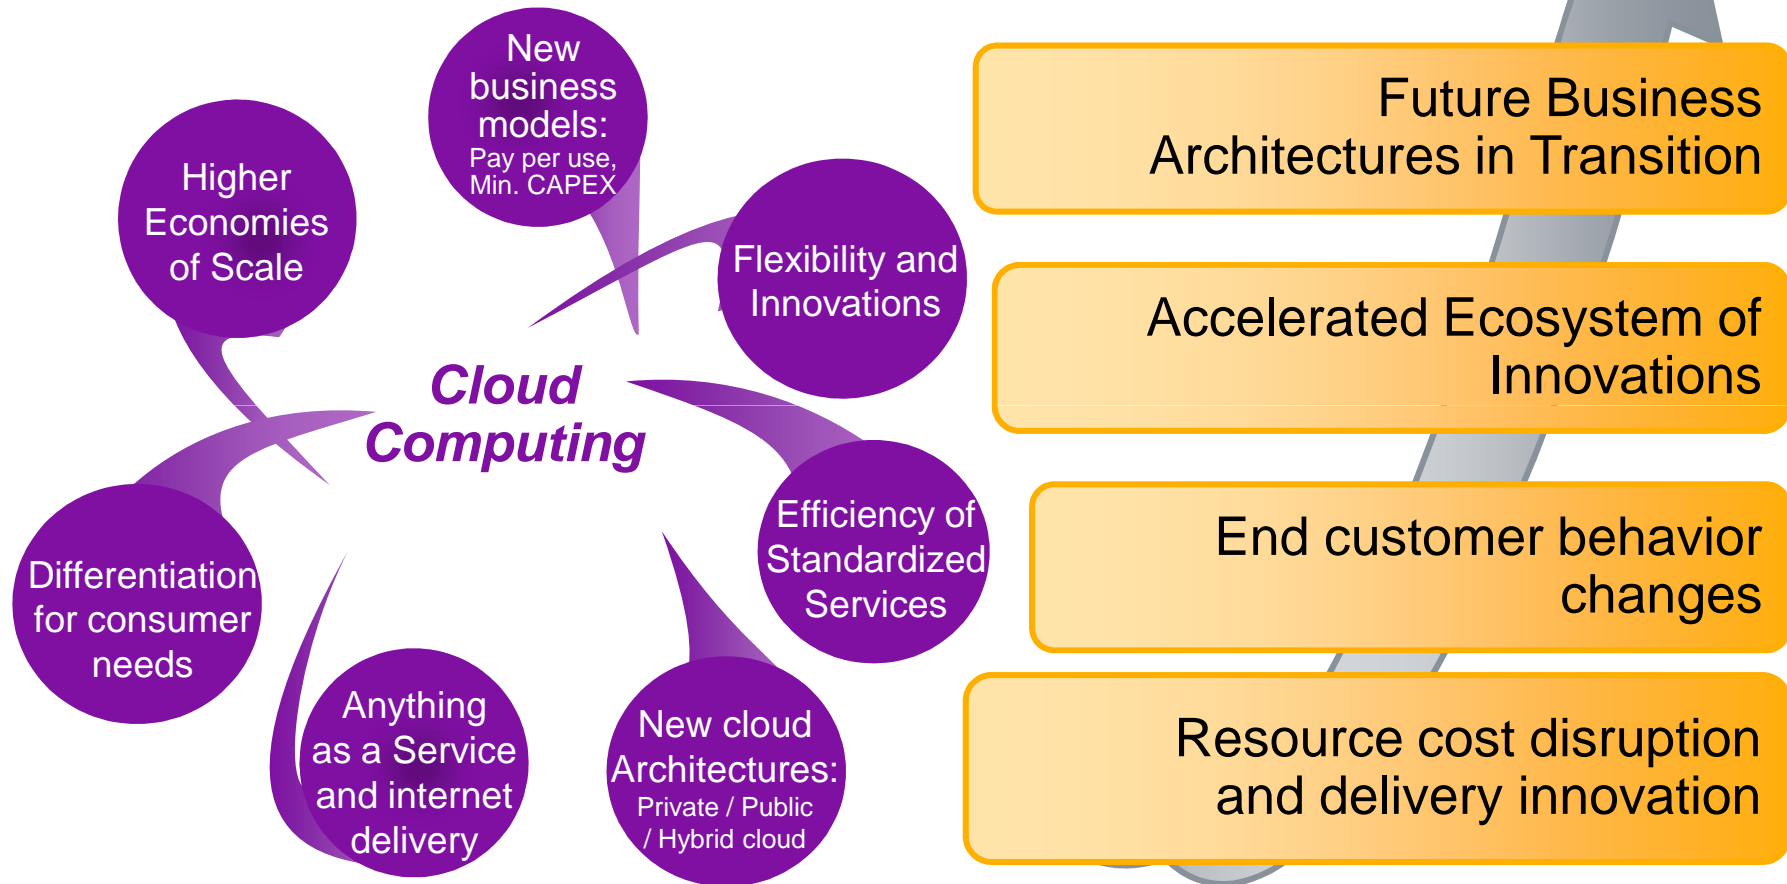 New
business
models:
Pay per use,
Min. CAPEX
Higher
Economies
of Scale
Flexibility and
Innovations
Cloud
Computing
Efficiency of
Standardized
Services
Differentiation
for consumer
needs
Anything
as a Service
and internet
delivery
New cloud
Architectures:
Private / Public
/ Hybrid cloud
Future Business
Architectures in Transition
Accelerated Ecosystem of
Innovations
End customer behavior
changes
Resource cost disruption
and delivery innovation